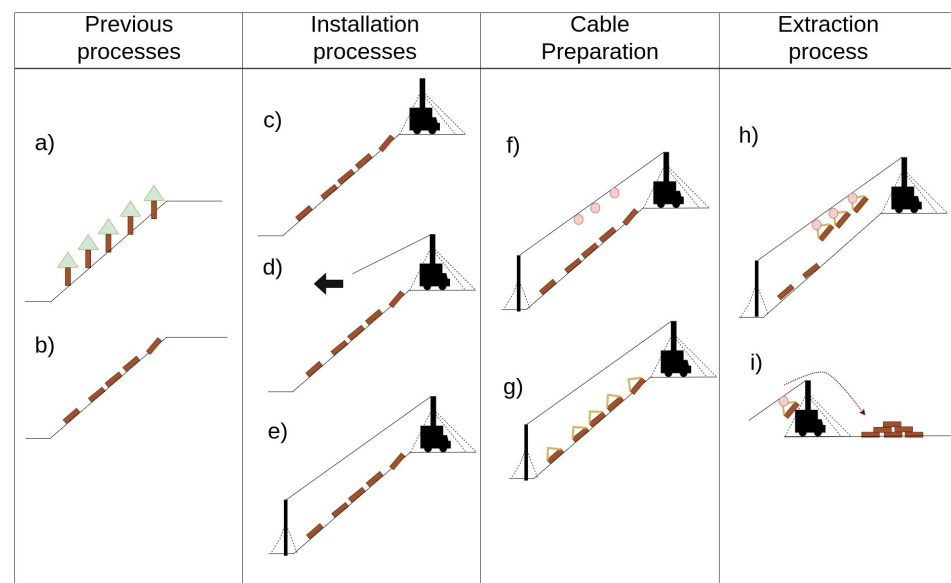 Previous
processes
Installation
processes
Cable
Preparation
Extraction
process
a)
b)
c)
d)
e)
f)
g)
h)
i)